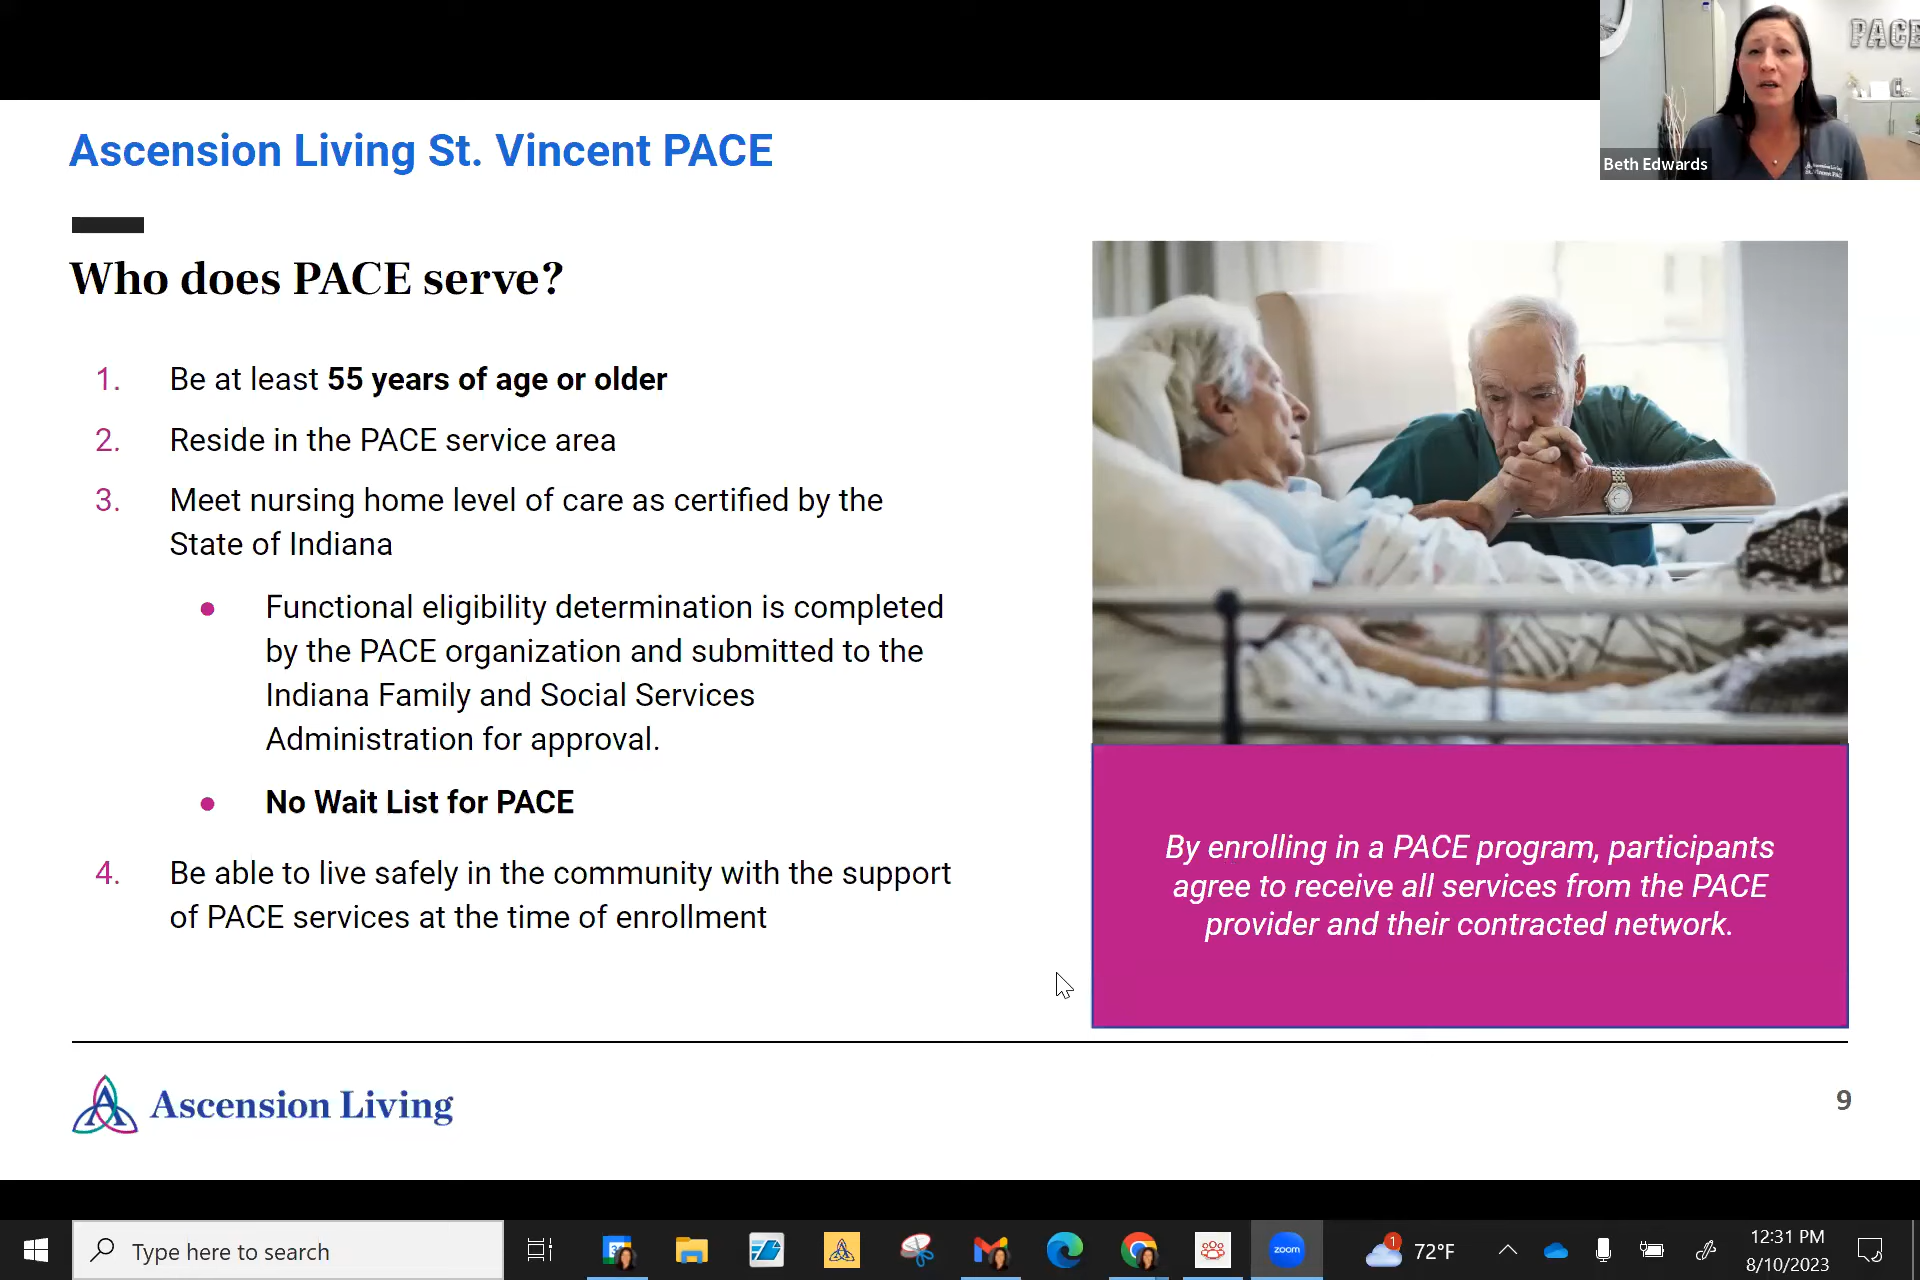 PACE
Beth Edwards
Ascension Living St. Vincent PACE
Who does PACE serve?
1. Be at least 55 years of age or older
2. Reside in the PACE service area
3. Meet nursing home level of care as certified by the
State of Indiana
● Functional eligibility determination is completed
by the PACE organization and submitted to the
Indiana Family and Social Services
Administration for approval.
● No Wait List for PACE
4. Be able to live safely in the community with the support
of PACE services at the time of enrollment
By enrolling in a PACE program, participants
agree to receive all services from the PACE
provider and their contracted network.
Ascension Living
9
Type here to search
zoom
1
72°F
12:31 PM
8/10/2023